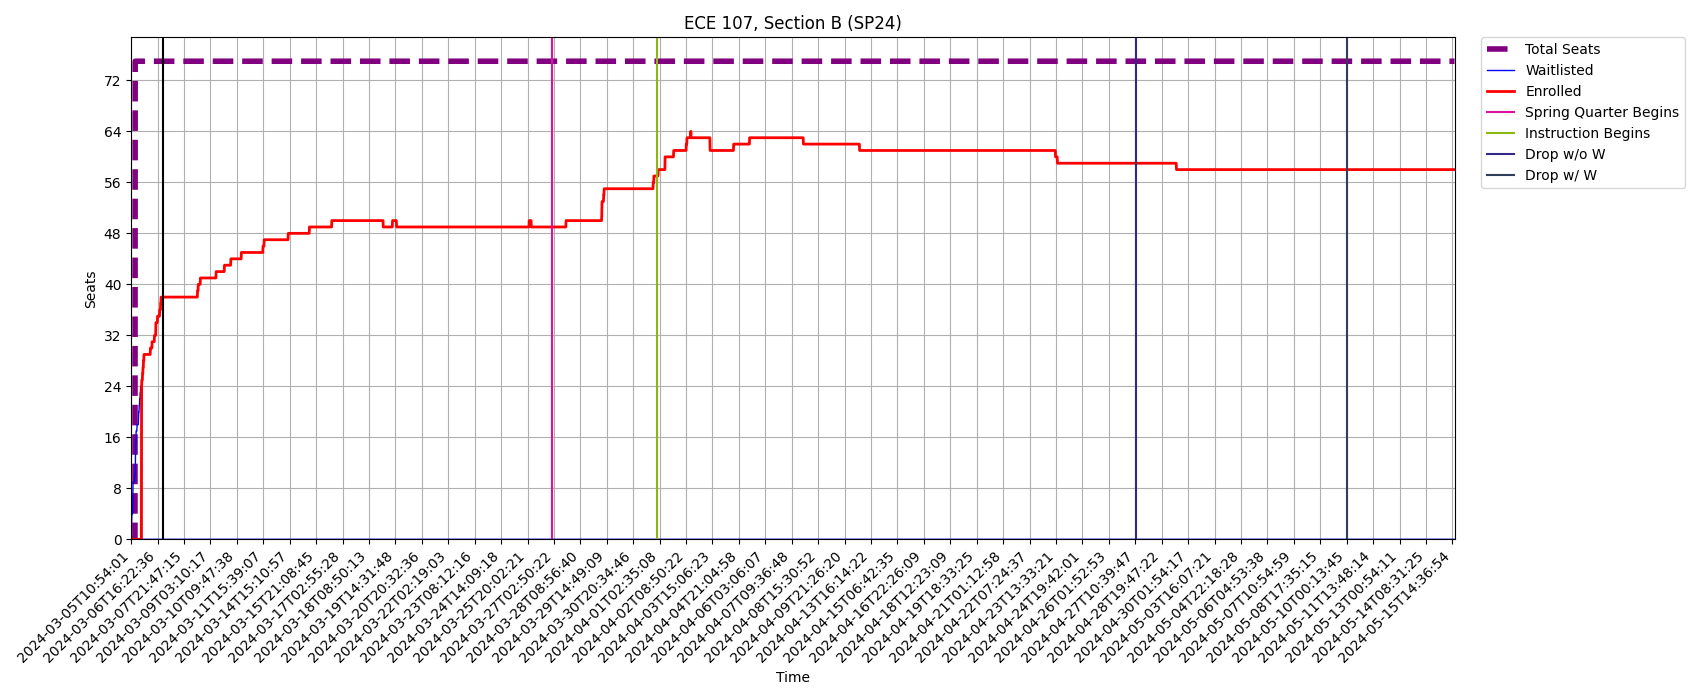 ECE 107, Section B (SP24)
Total Seats
Waitlisted
Enrolled
Spring Quarter Begins
Instruction Begins
Drop w/o W
Drop w/ W
Seats
72
64
56
48
40
32
24
16
8
0
2024-03-05T10:54:01
2024-03-06T16:22:36
2024-03-07T21:47:15
2024-03-09T03:10:17
2024-03-10T09:47:38
2024-03-11T15:39:07
2024-03-14T15:10:57
2024-03-15T21:08:45
2024-03-17T02:55:28
2024-03-18T08:50:13
2024-03-19T14:31:48
2024-03-20T20:32:36
2024-03-22T02:19:03
2024-03-23T08:12:16
2024-03-24T14:09:18
2024-03-25T20:02:21
2024-03-27T02:50:22
2024-03-28T08:56:40
2024-03-29T14:49:09
2024-03-30T20:34:46
2024-04-01T02:35:08
2024-04-02T08:50:22
2024-04-03T15:06:23
2024-04-04T21:04:58
2024-04-06T03:06:07
2024-04-07T09:36:48
2024-04-08T15:30:52
2024-04-09T21:26:20
2024-04-13T16:14:22
2024-04-15T06:42:35
2024-04-16T22:26:09
2024-04-18T12:23:09
2024-04-19T18:33:25
2024-04-21T01:12:58
2024-04-22T07:24:37
2024-04-23T13:33:21
2024-04-24T19:42:01
2024-04-26T01:52:53
2024-04-27T10:39:47
2024-04-28T19:47:22
2024-04-30T01:54:17
2024-05-03T16:07:21
2024-05-04T22:18:28
2024-05-06T04:53:38
2024-05-07T10:54:59
2024-05-08T17:35:15
2024-05-10T00:13:45
2024-05-11T13:48:14
2024-05-13T00:54:11
2024-05-14T08:31:25
2024-05-15T14:36:54
Time